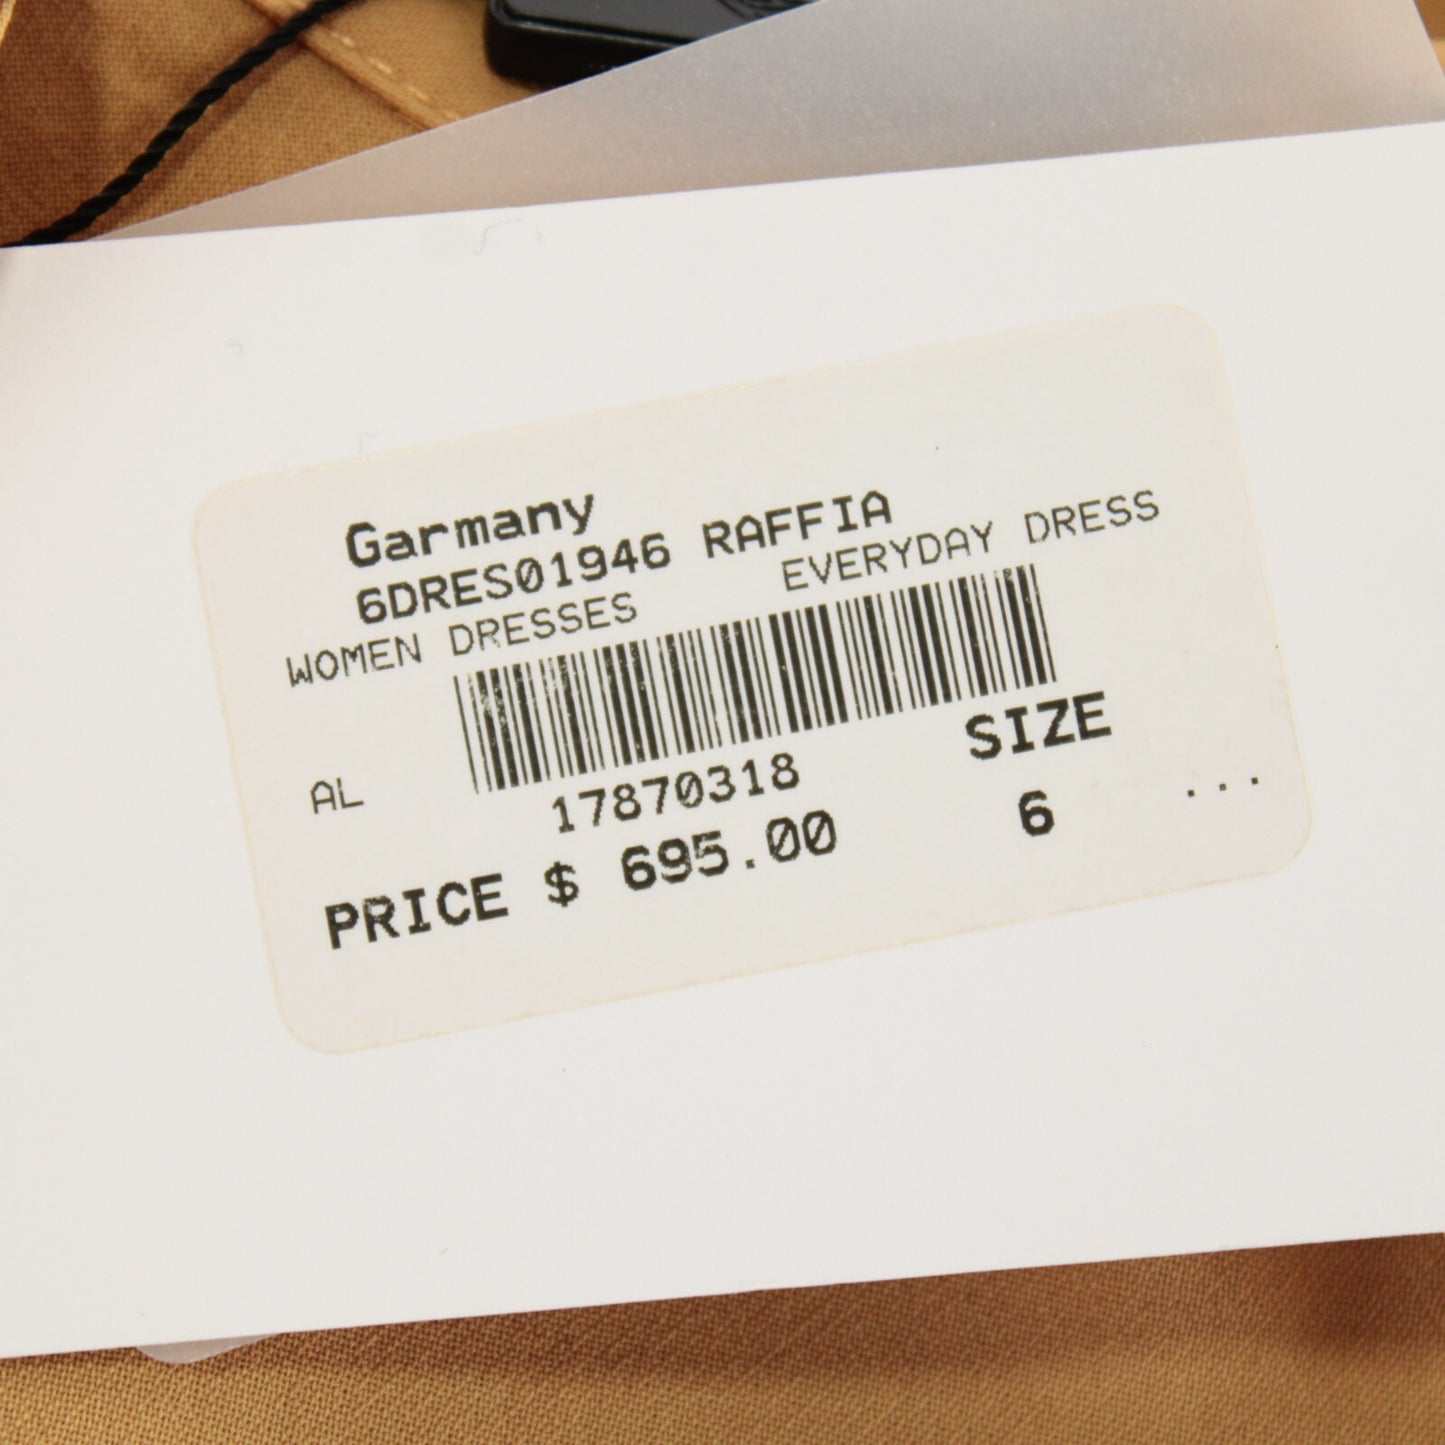 Garmany
6DRES01946 RAFFIA
WOMEN DRESSES EVERYDAY DRESS
AL
17870318
SIZE
PRICE $ 695.00
6 ...